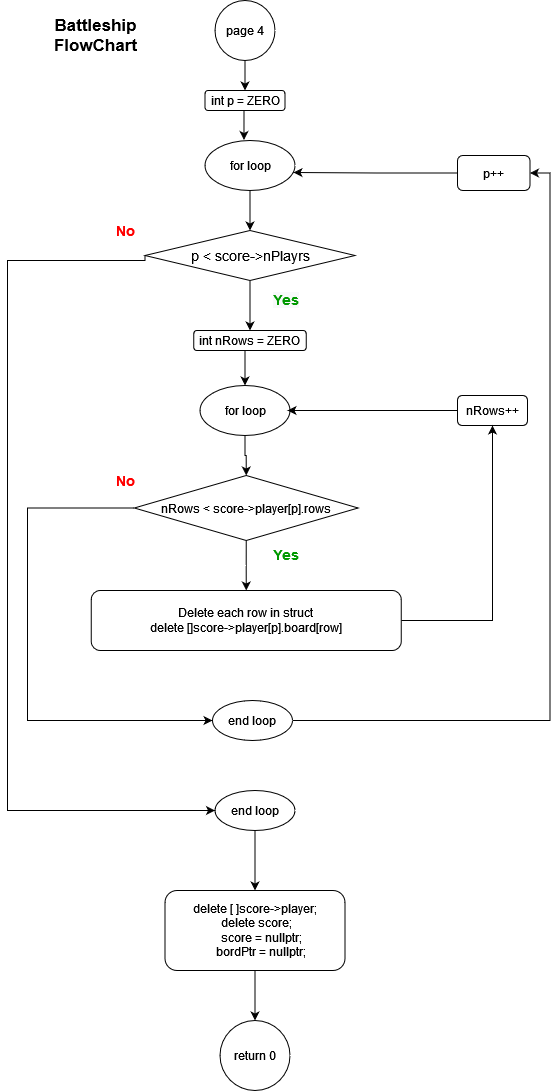 Battleship
FlowChart
page 4
int p = ZERO
for loop
p++
No
p < score->nPlayrs
Yes
int nRows = ZERO
for loop
nRows++
No
nRows < score->player[p].rows
Yes
Delete each row in struct
delete []score->player[p].board[row]
end loop
end loop
delete [ ]score->player;
delete score;
score = nullptr;
bordPtr = nullptr;
return 0